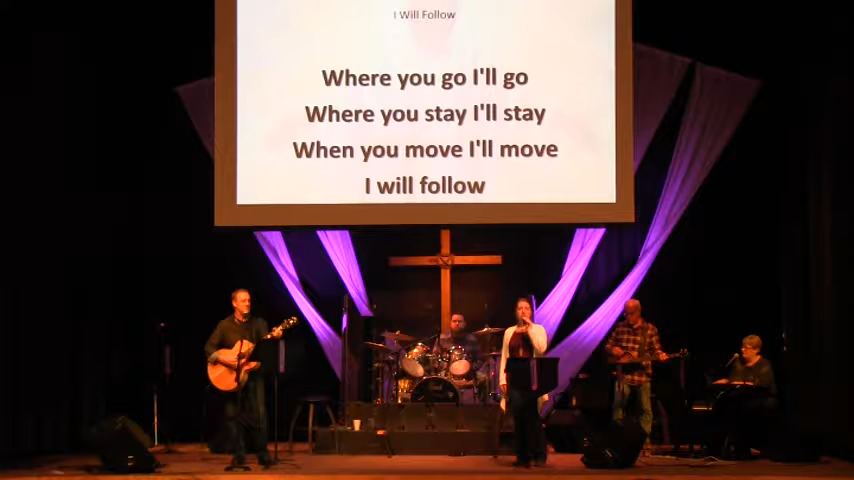 I Will Follow
Where you go I'll go
Where you stay I'll stay
When you move I'll move
I will follow